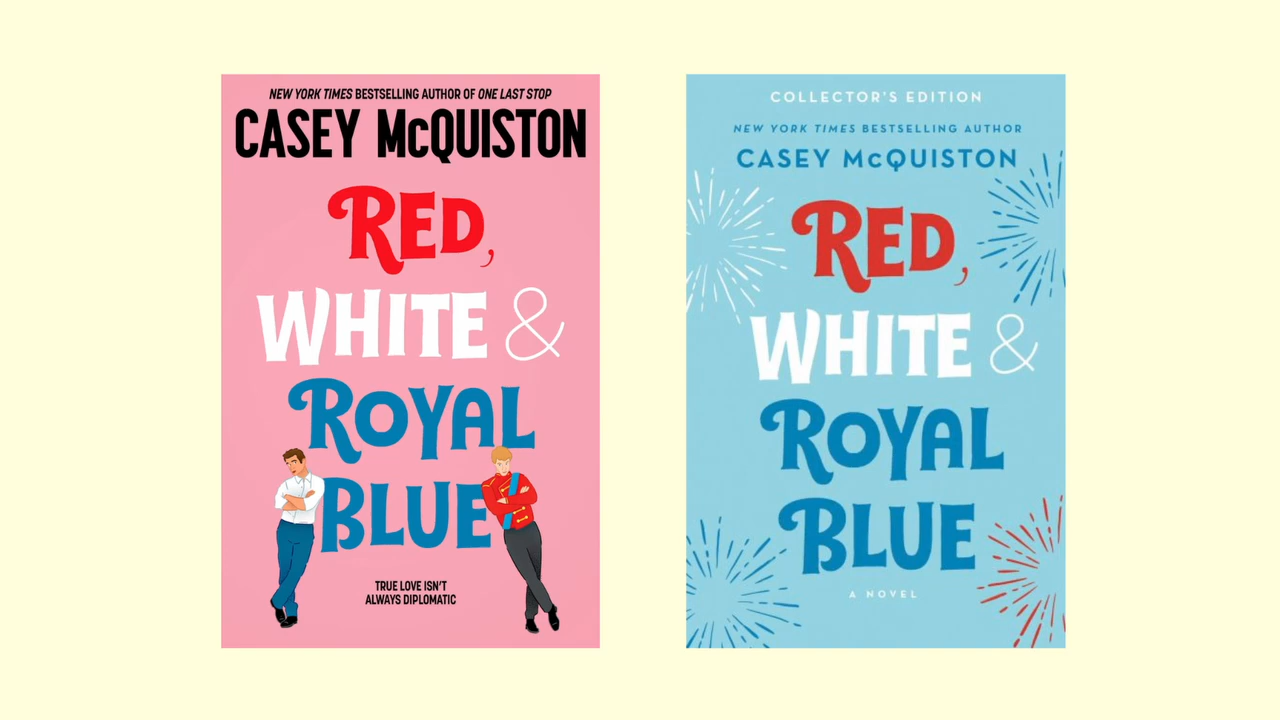 NEW YORK TIMES BESTSELLING AUTHOR OF ONE LAST STOP
CASEY McQUISTON
RED,
WHITE &
ROYAL
BLUE
TRUE LOVE ISN'T
ALWAYS DIPLOMATIC
COLLECTOR'S EDITION
NEW YORK TIMES BESTSELLING AUTHOR
CASEY McQUISTON
RED,
WHITE &
ROYAL
BLUE
A NOVEL